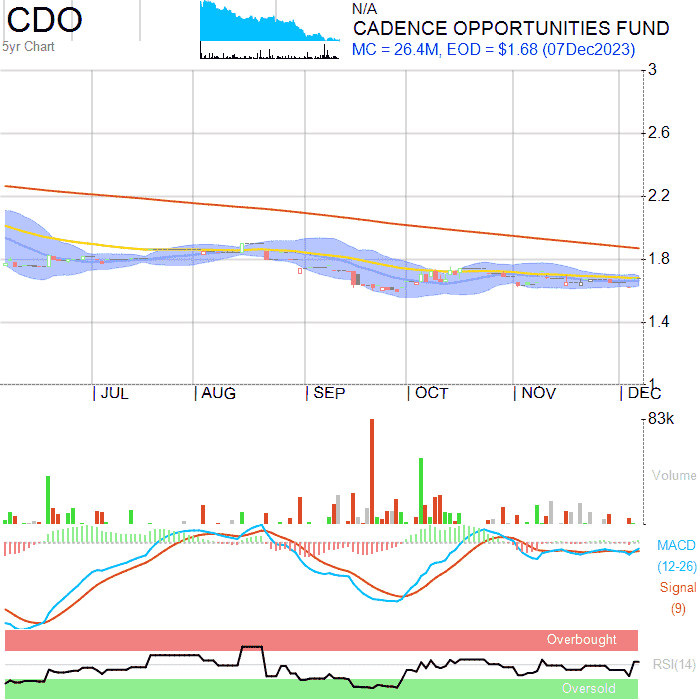 CDO
5yr Chart
N/A
CADENCE OPPORTUNITIES FUND
MC = 26.4M, EOD = $1.68 (07Dec2023)
3
2.6
2.2
1.8
1.4
1
JUL AUG SEP OCT NOV DEC
83k
Volume
MACD
(12-26)
Signal
(9)
Overbought
RSI(14)
Oversold